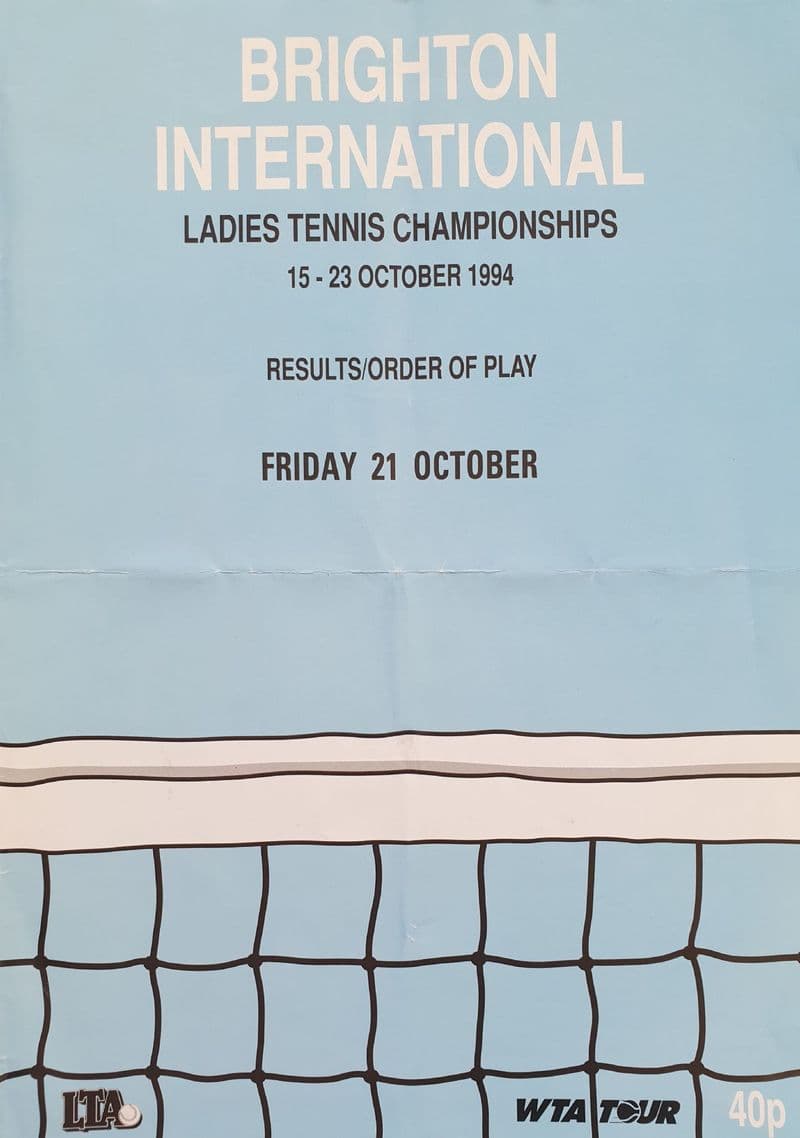 BRIGHTON
INTERNATIONAL
LADIES TENNIS CHAMPIONSHIPS
15 - 23 OCTOBER 1994
RESULTS/ORDER OF PLAY
FRIDAY 21 OCTOBER
LTA
WTA TOUR
40p